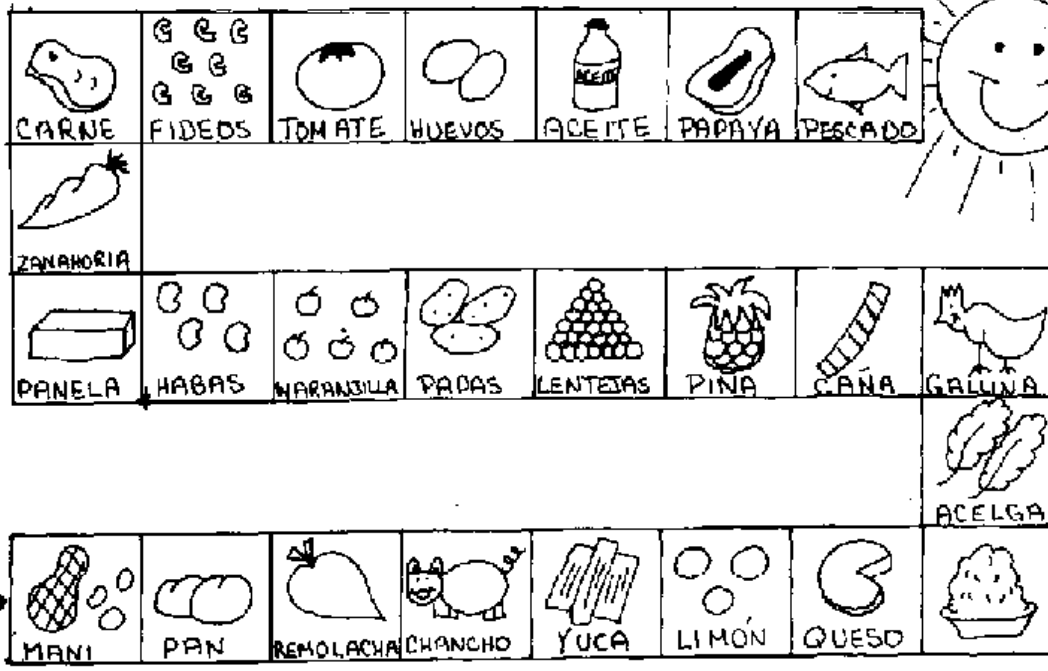 CARNE FIDEOS TOMATE HUEVOS ACEITE PAPAYA PESCADO
ACEITE
ZANAHORIA
PANELA HABAS NARANJILLA PAPAS LENTEJAS PIÑA CAÑA GALLINA
ACELGA
MANI PAN REMOLACHA CHANCHO YUCA LIMÓN QUESO